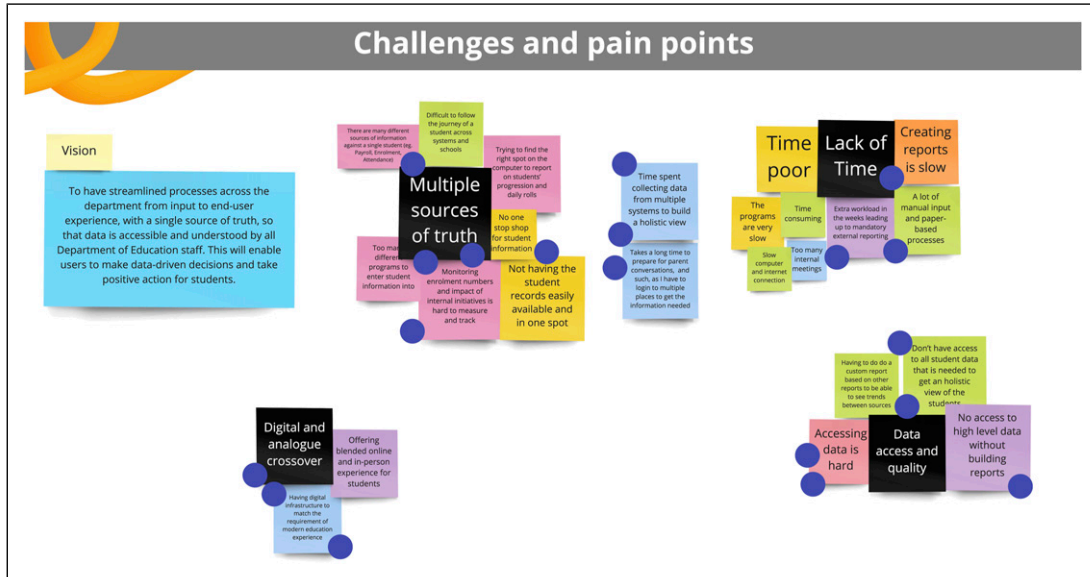 Challenges and pain points
Vision
To have streamlined processes across the
department from input to end-user
experience, with a single source of truth, so
that data is accessible and understood by all
Department of Education staff. This will enable
users to make data-driven decisions and take
positive action for students.
There are many different
sources of information
against a single student (eg.
Payroll, Enrolment,
Attendance)
Difficult to follow
the journey of a
student across
systems and
schools
Trying to find the
right spot on the
computer to report
on students'
progression and
daily rolls
Multiple
sources
of truth
No one
stop shop
for student
information
Too many
different
programs to
enter student
information into
Monitoring
enrolment numbers
and impact of
internal initiatives is
hard to measure
and track
Not having the
student
records easily
available and
in one spot
Time spent
collecting data
from multiple
systems to build
a holistic view
Takes a long time to
prepare for parent
conversations, and
such, as I have to
login to multiple
places to get the
information needed
Time
poor
Lack of
Time
Creating
reports
is slow
The
programs
are very
slow
Time
consuming
Extra workload in
the weeks leading
up to mandatory
external reporting
A lot of
manual input
and paper-
based
processes
Slow
computer
and internet
connection
Too many
internal
meetings
Digital and
analogue
crossover
Offering
blended online
and in-person
experience for
students
Having digital
infrastructure to
match the
requirement of
modern education
experience
Having to do do a
custom report
based on other
reports to be able
to see trends
between sources
Don't have access
to all student data
that is needed to
get an holistic
view of the
students
Accessing
data is
hard
Data
access and
quality
No access to
high level data
without
building
reports